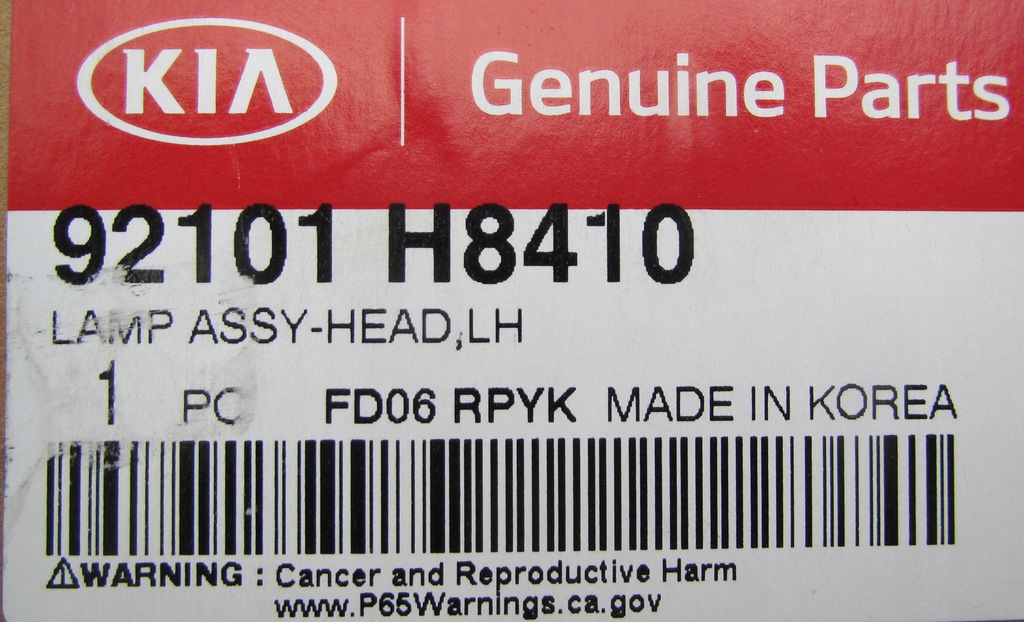 KIA Genuine Parts
92101 H8410
LAMP ASSY-HEAD,LH
1 PC FD06 RPYK MADE IN KOREA
⚠WARNING : Cancer and Reproductive Harm
www.P65Warnings.ca.gov